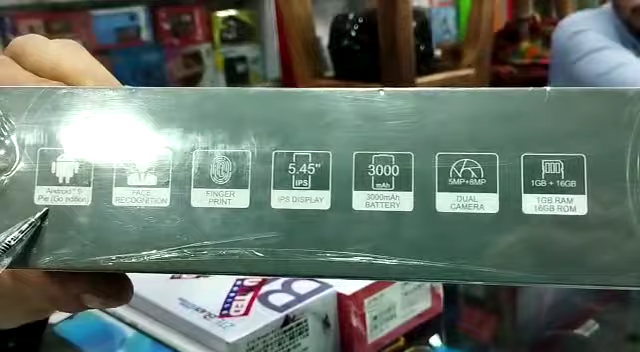 Android™ 9
Pie (Go edition)
FACE
RECOGNITION
FINGER
PRINT
5.45"
IPS
IPS DISPLAY
3000
mAh
3000mAh
BATTERY
5MP+8MP
DUAL
CAMERA
1GB + 16GB
1GB RAM
16GB ROM